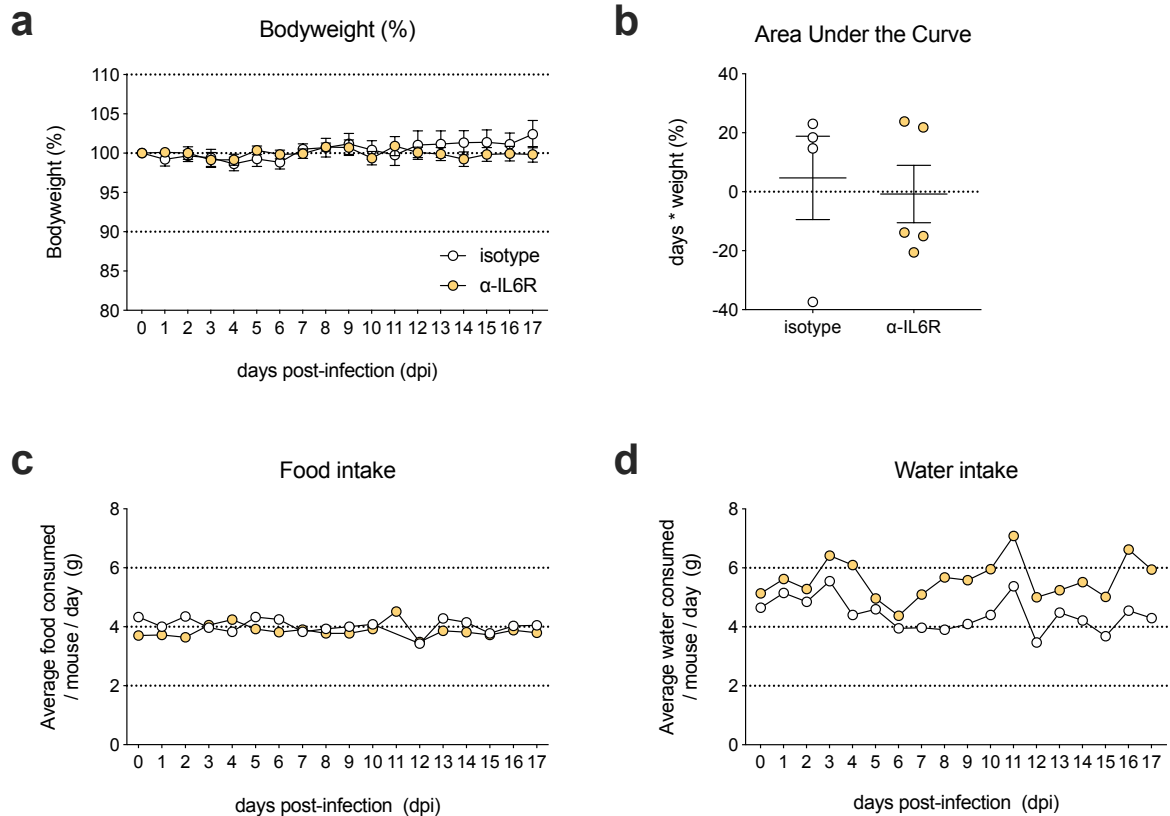 a
Bodyweight (%)
Bodyweight (%)
110
105
100
95
90
85
80
isotype
α-IL6R
0 1 2 3 4 5 6 7 8 9 10 11 12 13 14 15 16 17
days post-infection (dpi)
b
Area Under the Curve
days * weight (%)
40
20
0
-20
-40
isotype α-IL6R
c
Food intake
Average food consumed
/ mouse / day (g)
8
6
4
2
0
0 1 2 3 4 5 6 7 8 9 10 11 12 13 14 15 16 17
days post-infection (dpi)
d
Water intake
Average water consumed
/ mouse / day (g)
8
6
4
2
0
0 1 2 3 4 5 6 7 8 9 10 11 12 13 14 15 16 17
days post-infection (dpi)